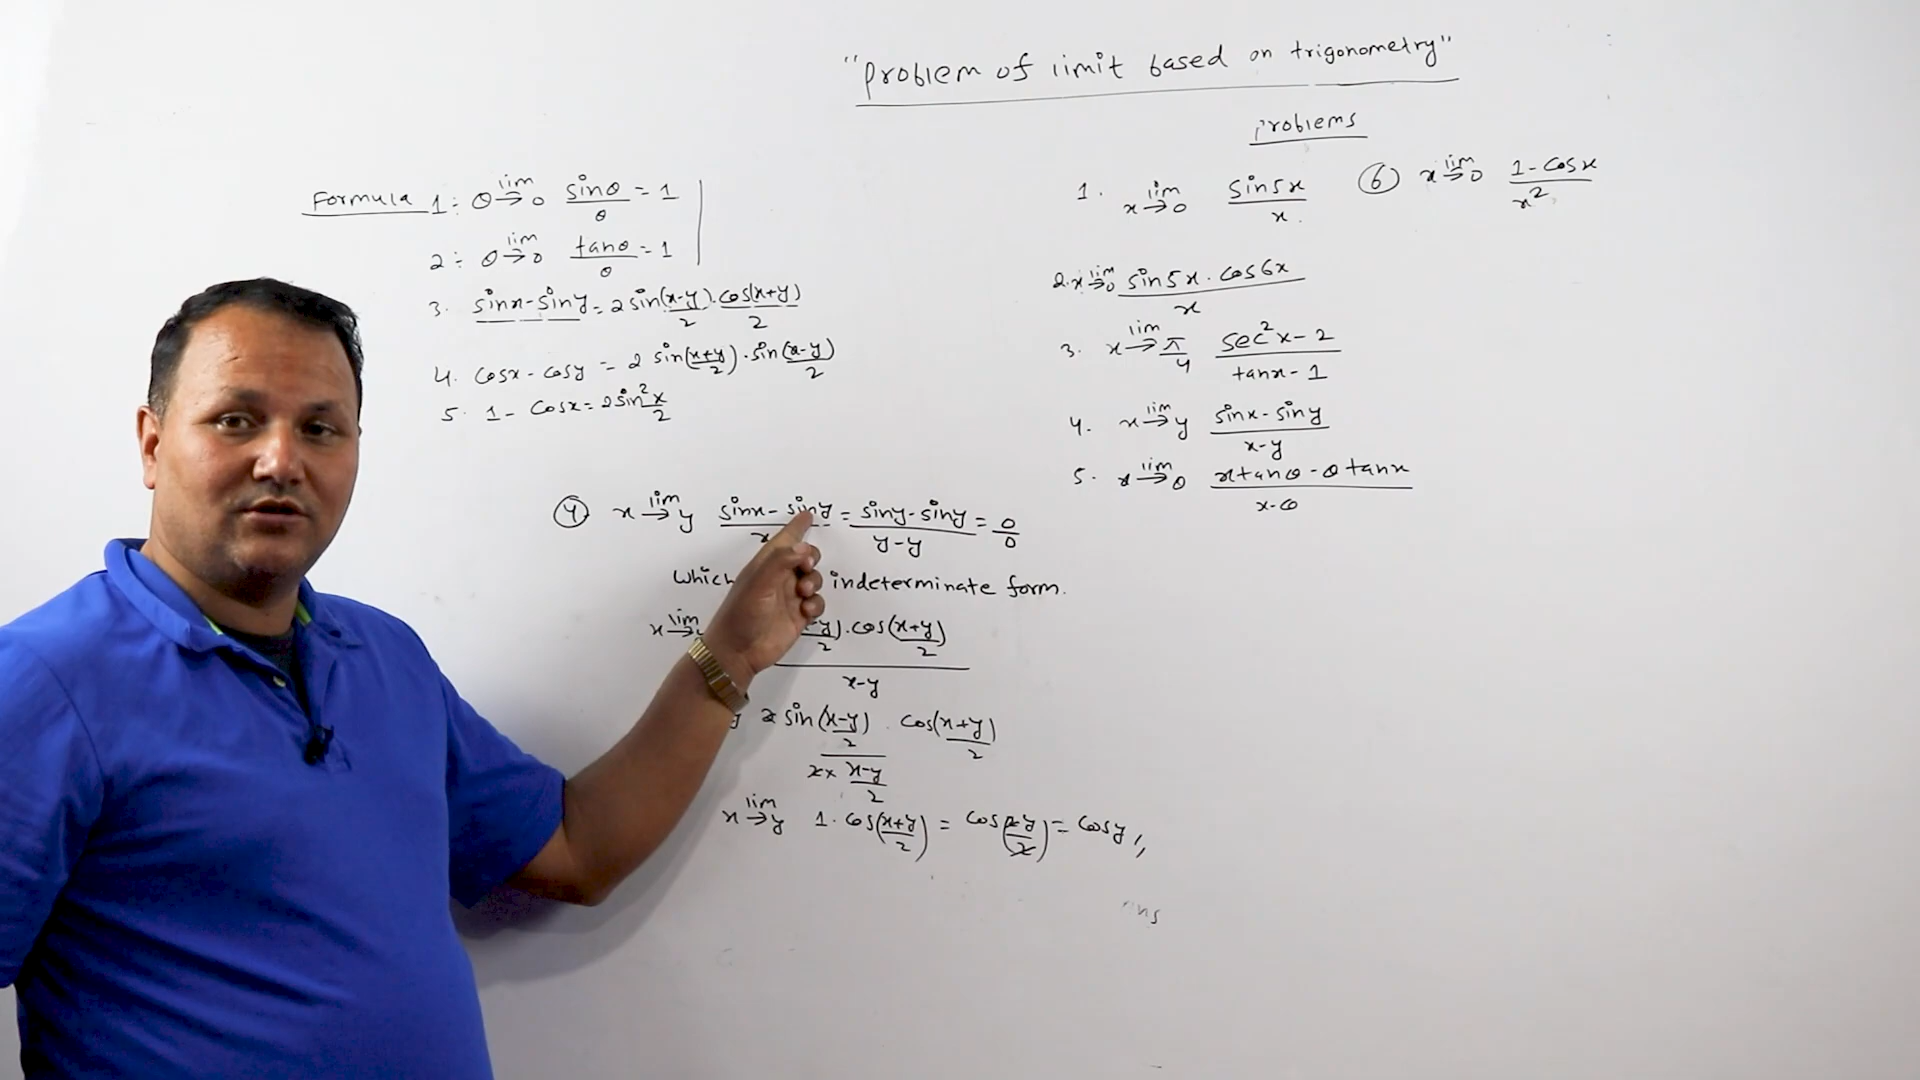 "Problem of limit based on trigonometry"
Formula 1÷ θ lim→ 0 sinθ/θ = 1
2÷ θ lim→ 0 tanθ/θ = 1
3. sinx - siny = 2 sin(x-y)/2 . cos(x+y)/2
4. cosx - cosy = 2 sin(x+y/2) . sin(x-y)/2
5. 1 - cosx = 2sin²x/2
Problems
1. x lim→ 0 sin5x/x
2. x lim→ 0 sin5x . cos6x/x
3. x lim→ π/4 sec²x - 2/tanx - 1
4. x lim→ y sinx - siny/x-y
5. x lim→ θ xtanθ - θtanx/x-θ
6 x lim→ 0 1 - cosx/x²
4 x lim→ y sinx - siny/x = siny - siny/y-y = 0/0
which indeterminate form.
x lim→ -y/2) . cos(x+y/2)/x-y
y 2 sin(x-y/2)/2× x-y/2 . cos(x+y/2)
x lim→ y 1 . cos(x+y/2) = cos(2y/2) = cosy //